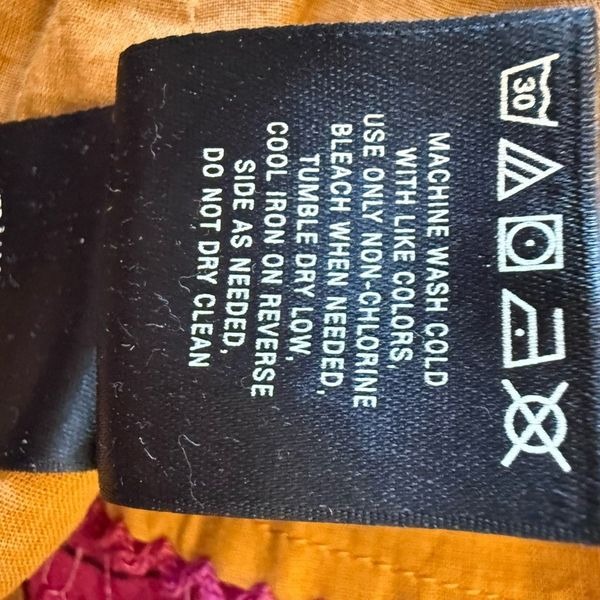 30
MACHINE WASH COLD
WITH LIKE COLORS,
USE ONLY NON-CHLORINE
BLEACH WHEN NEEDED,
TUMBLE DRY LOW,
COOL IRON ON REVERSE
SIDE AS NEEDED,
DO NOT DRY CLEAN